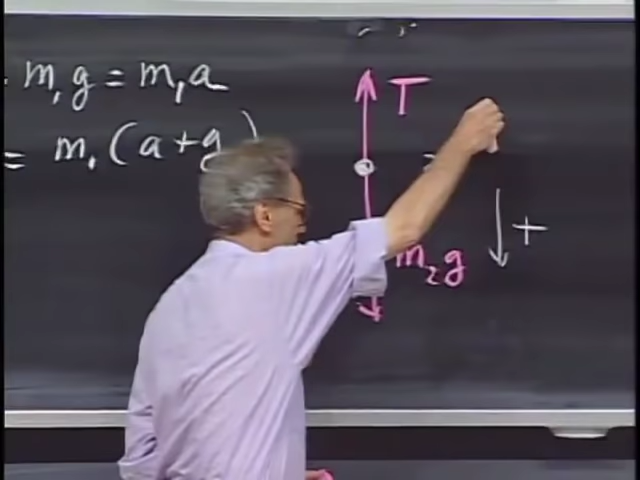 - m₁g = m₁a
= m₁(a+g)
T
m₂g
+